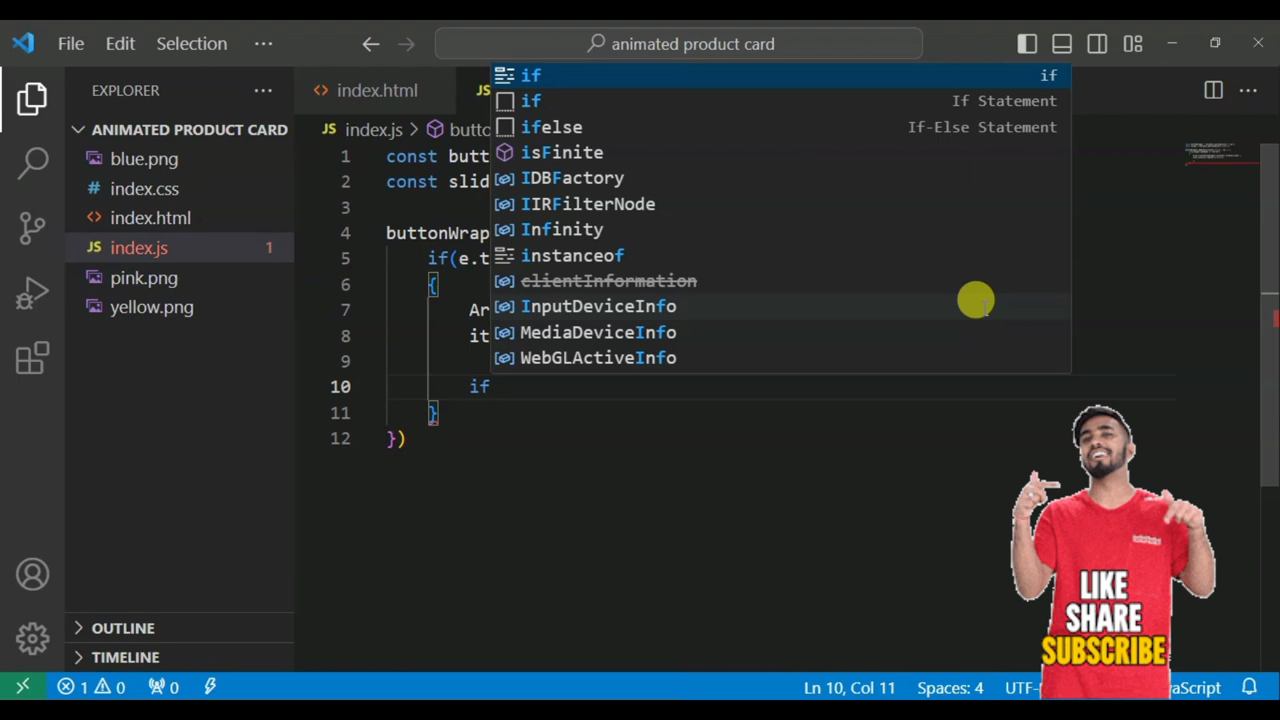 File Edit Selection ··· animated product card
EXPLORER ···
ANIMATED PRODUCT CARD
blue.png
# index.css
<> index.html
JS index.js 1
pink.png
yellow.png
OUTLINE
TIMELINE
<> index.html JS
JS index.js > butto
1 const butt
2 const slid
3
4 buttonWrap
5 if(e.t
6 {
7 Ar
8 it
9
10 if
11 }
12 })
if if
if If Statement
ifelse If-Else Statement
isFinite
IDBFactory
IIRFilterNode
Infinity
instanceof
clientInformation
InputDeviceInfo
MediaDeviceInfo
WebGLActiveInfo
LIKE
SHARE
SUBSCRIBE
1 0 0 Ln 10, Col 11 Spaces: 4 UTF- aScript